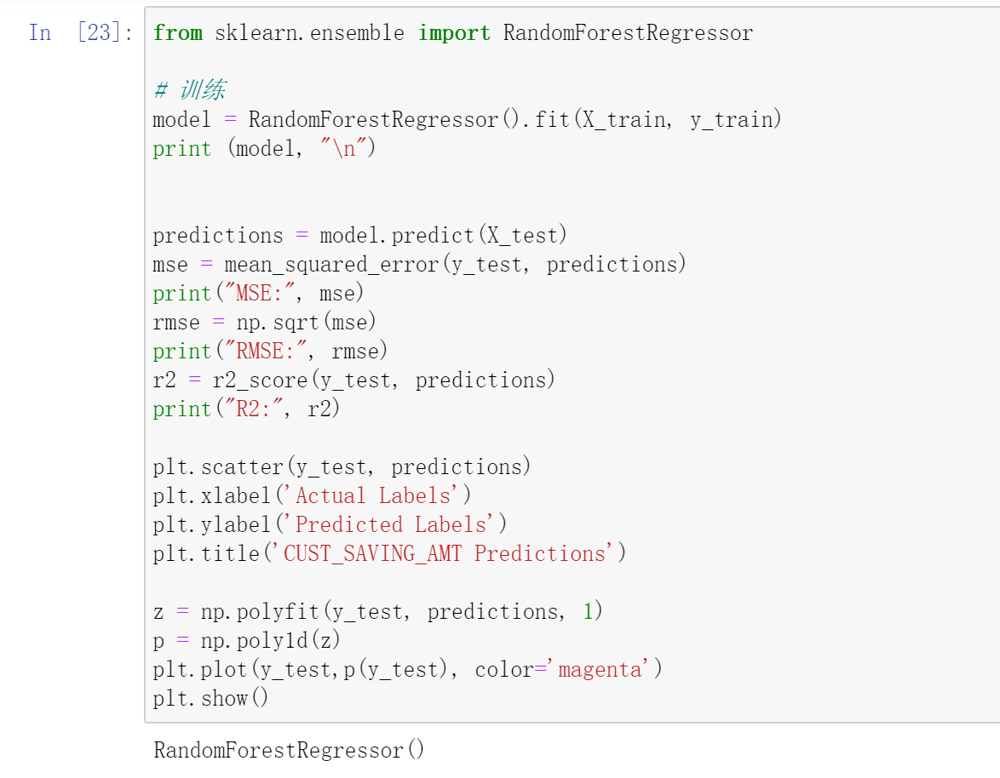 In [23]:
from sklearn.ensemble import RandomForestRegressor
# 训练
model = RandomForestRegressor().fit(X_train, y_train)
print (model, "\n")
predictions = model.predict(X_test)
mse = mean_squared_error(y_test, predictions)
print("MSE:", mse)
rmse = np.sqrt(mse)
print("RMSE:", rmse)
r2 = r2_score(y_test, predictions)
print("R2:", r2)
plt.scatter(y_test, predictions)
plt.xlabel('Actual Labels')
plt.ylabel('Predicted Labels')
plt.title('CUST_SAVING_AMT Predictions')
z = np.polyfit(y_test, predictions, 1)
p = np.poly1d(z)
plt.plot(y_test,p(y_test), color='magenta')
plt.show()
RandomForestRegressor()